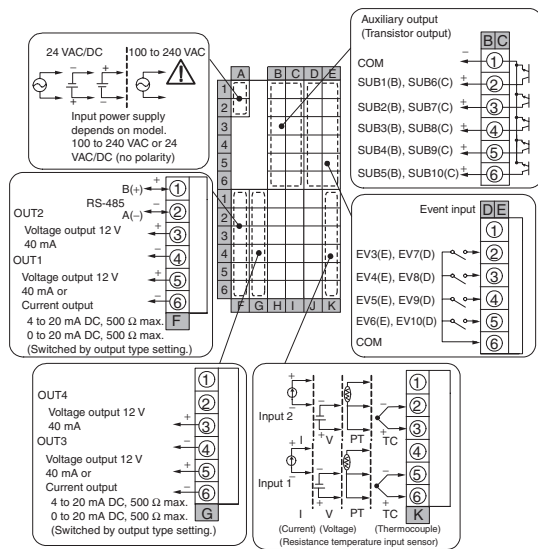 24 VAC/DC
100 to 240 VAC
− + + −
Input power supply
depends on model.
100 to 240 VAC or 24
VAC/DC (no polarity)
A
B C D E
1
2
3
4
5
6
1
2
3
4
5
6
F G H I J K
Auxiliary output
(Transistor output)
B C
COM − 1
SUB1(B), SUB6(C) + 2
SUB2(B), SUB7(C) + 3
SUB3(B), SUB8(C) + 4
SUB4(B), SUB9(C) + 5
SUB5(B), SUB10(C) + 6
B(+) + 1
RS-485
A(−) − 2
OUT2
Voltage output 12 V + 3
40 mA
OUT1 − 4
Voltage output 12 V + 5
40 mA or
Current output − 6
4 to 20 mA DC, 500 Ω max.
0 to 20 mA DC, 500 Ω max.
(Switched by output type setting.)
F
Event input
D E
1
EV3(E), EV7(D) 2
EV4(E), EV8(D) 3
EV5(E), EV9(D) 4
EV6(E), EV10(D) 5
COM 6
1
OUT4 2
Voltage output 12 V
40 mA + 3
OUT3 − 4
Voltage output 12 V
40 mA or + 5
Current output − 6
4 to 20 mA DC, 500 Ω max.
0 to 20 mA DC, 500 Ω max.
(Switched by output type setting.)
G
1
2
3
4
5
6
K
Input 2
I V PT TC
Input 1
I V PT TC
(Current) (Voltage) (Thermocouple)
(Resistance temperature input sensor)